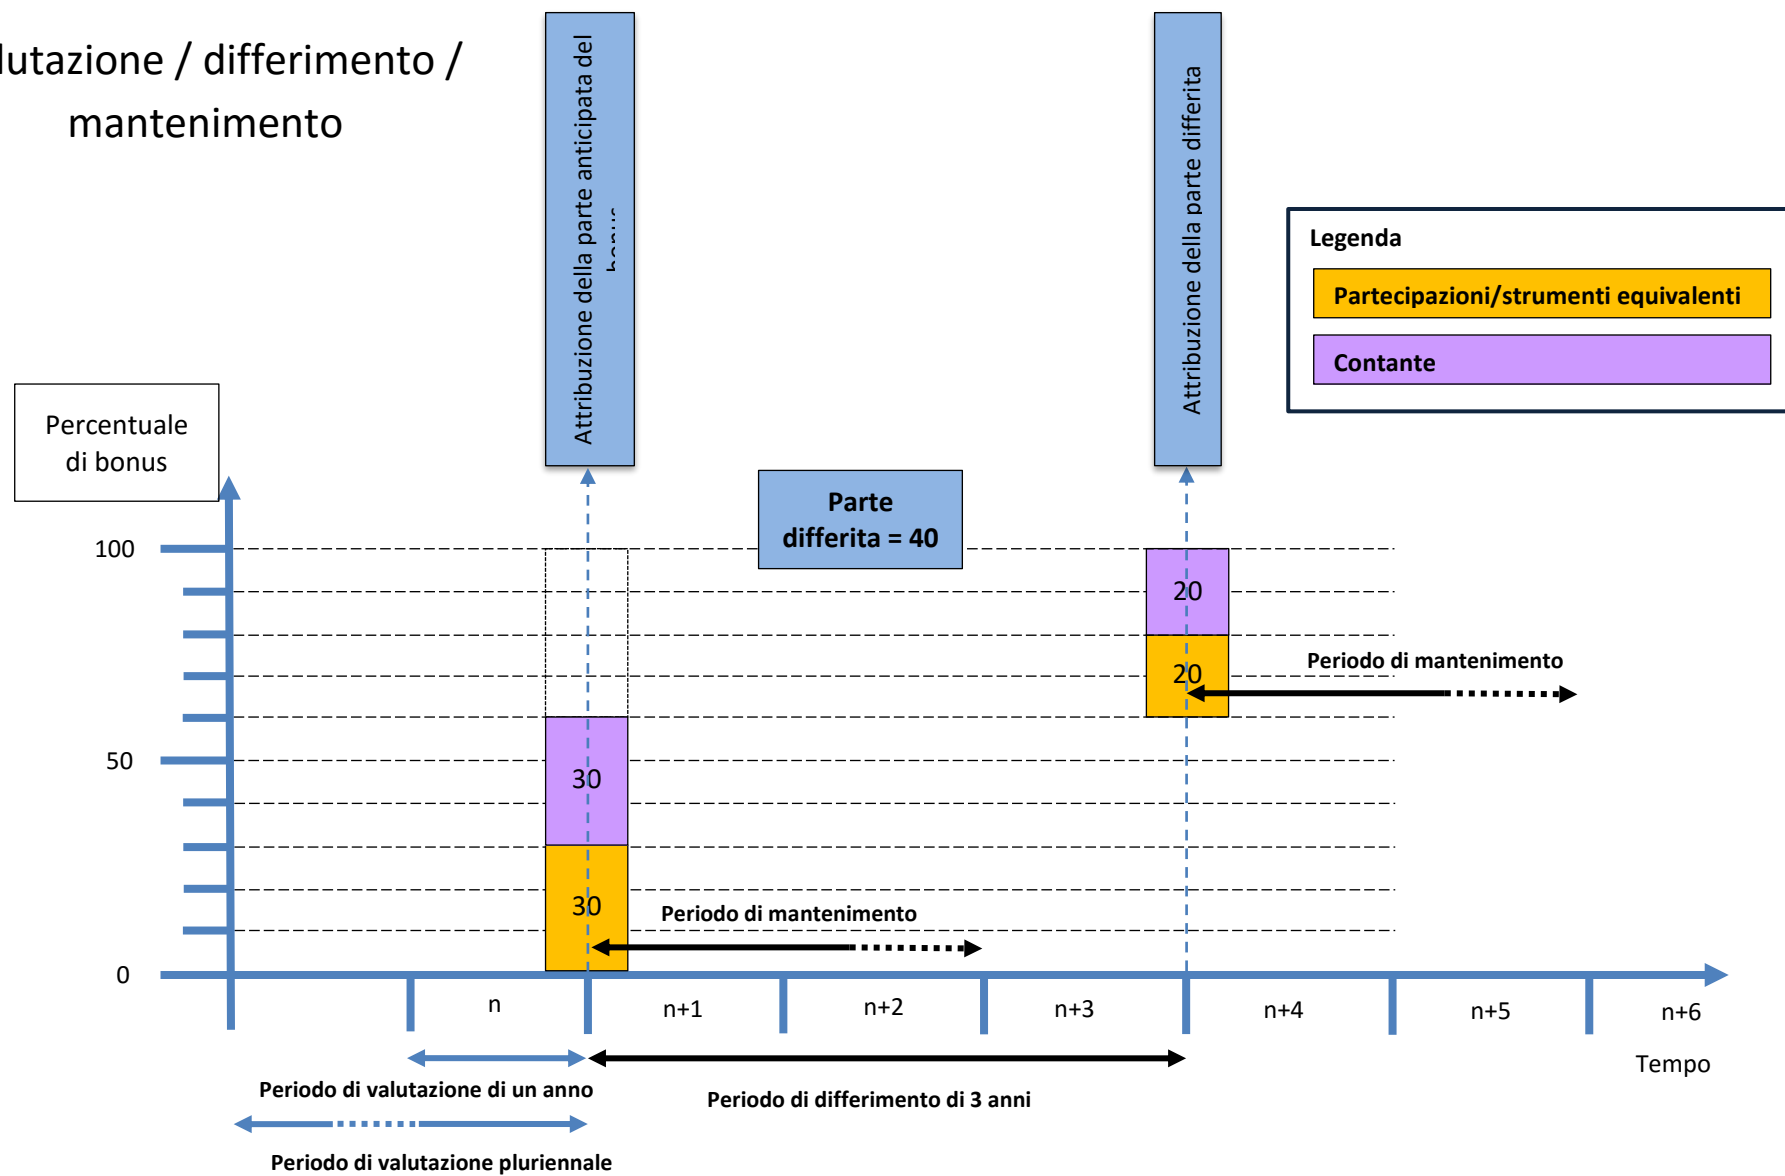 lutazione / differimento /
mantenimento
Attribuzione della parte anticipata del
bonus
Attribuzione della parte differita
Legenda
Partecipazioni/strumenti equivalenti
Contante
Percentuale
di bonus
Parte
differita = 40
100
20
20
Periodo di mantenimento
50
30
30
Periodo di mantenimento
0
n
n+1
n+2
n+3
n+4
n+5
n+6
Tempo
Periodo di valutazione di un anno
Periodo di differimento di 3 anni
Periodo di valutazione pluriennale